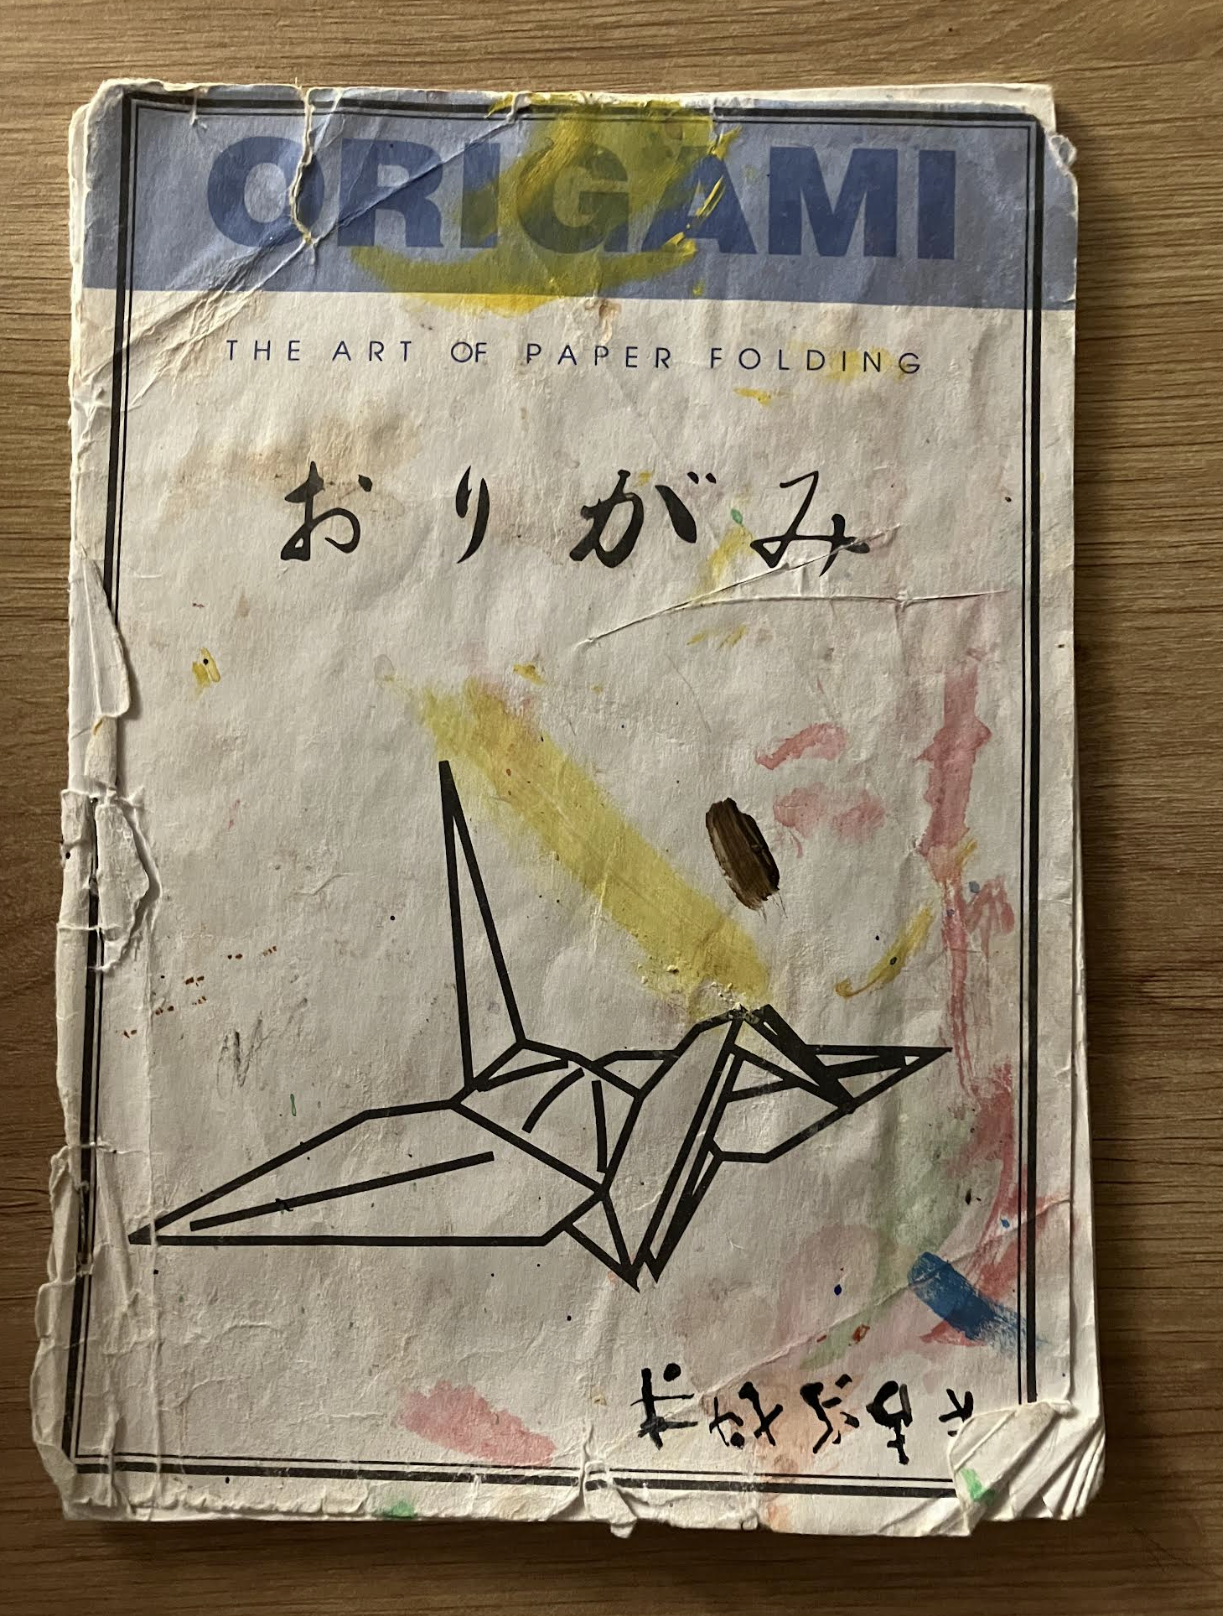 ORIGAMI
THE ART OF PAPER FOLDING
おりがみ